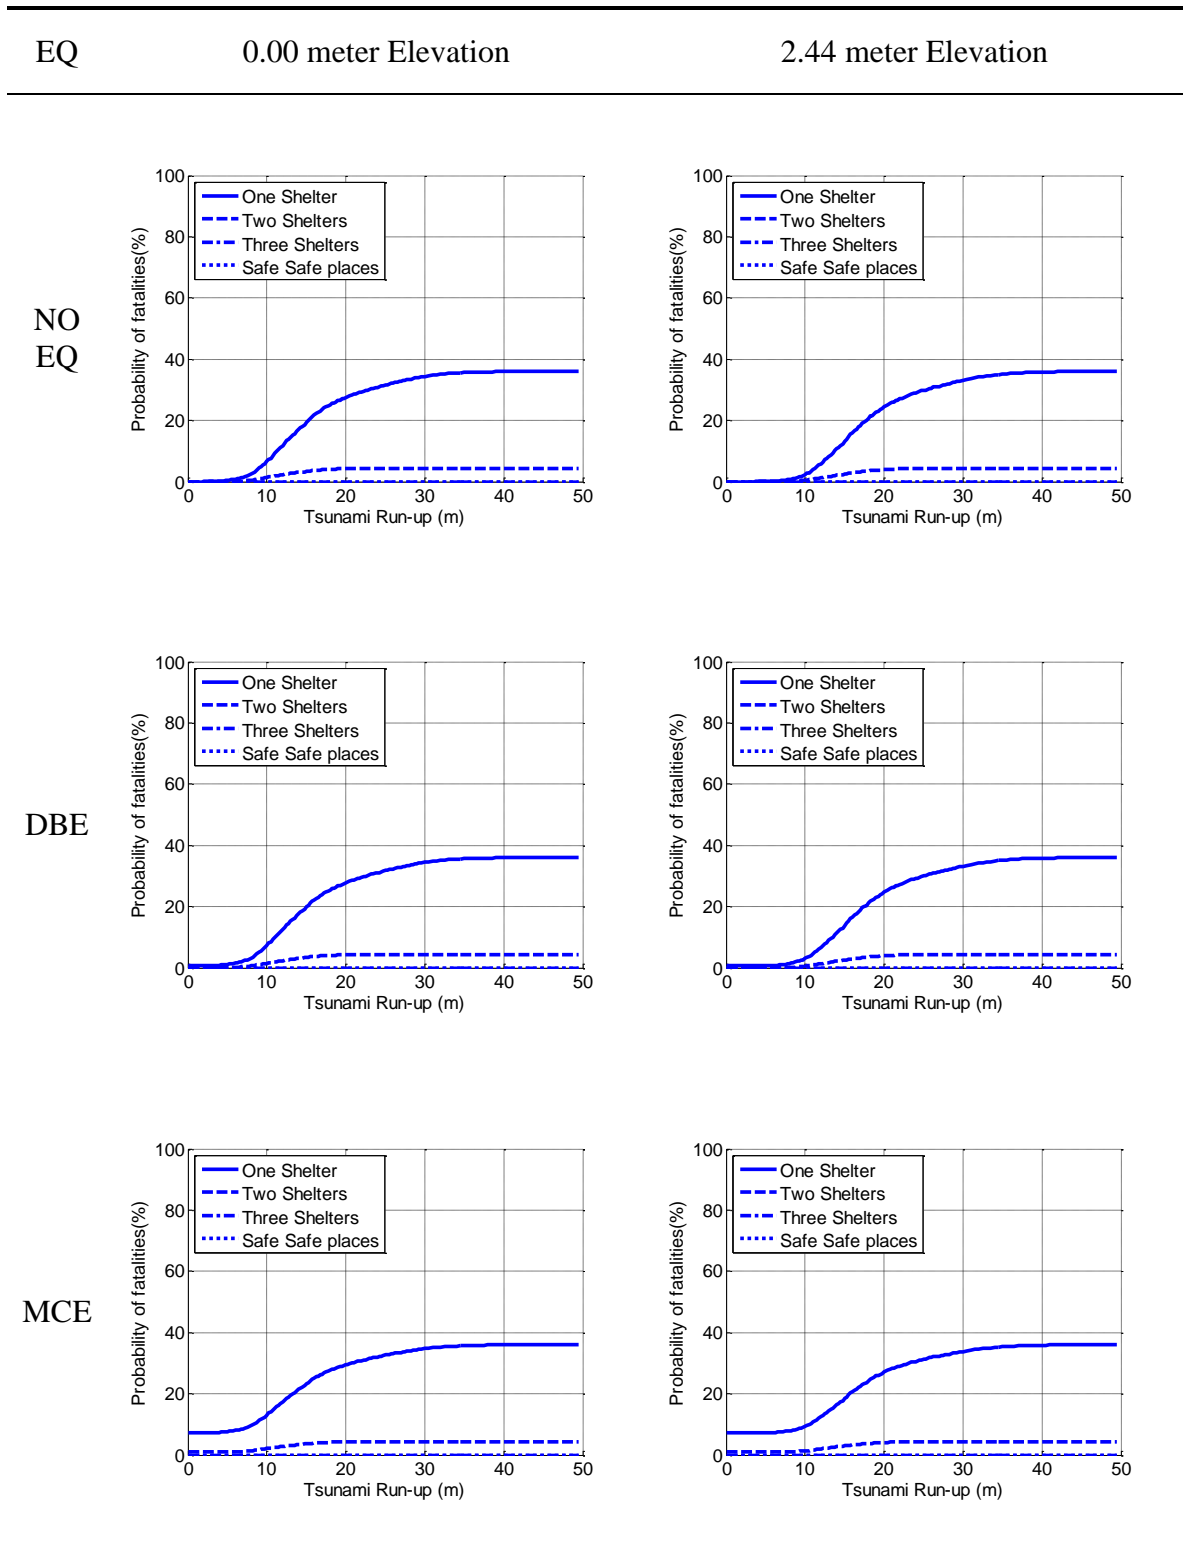 EQ 0.00 meter Elevation 2.44 meter Elevation
NO
EQ
Probability of fatalities(%)
100
80
60
40
20
0
One Shelter
Two Shelters
Three Shelters
Safe Safe places
0 10 20 30 40 50
Tsunami Run-up (m)
Probability of fatalities(%)
100
80
60
40
20
0
One Shelter
Two Shelters
Three Shelters
Safe Safe places
0 10 20 30 40 50
Tsunami Run-up (m)
DBE
Probability of fatalities(%)
100
80
60
40
20
0
One Shelter
Two Shelters
Three Shelters
Safe Safe places
0 10 20 30 40 50
Tsunami Run-up (m)
Probability of fatalities(%)
100
80
60
40
20
0
One Shelter
Two Shelters
Three Shelters
Safe Safe places
0 10 20 30 40 50
Tsunami Run-up (m)
MCE
Probability of fatalities(%)
100
80
60
40
20
0
One Shelter
Two Shelters
Three Shelters
Safe Safe places
0 10 20 30 40 50
Tsunami Run-up (m)
Probability of fatalities(%)
100
80
60
40
20
0
One Shelter
Two Shelters
Three Shelters
Safe Safe places
0 10 20 30 40 50
Tsunami Run-up (m)